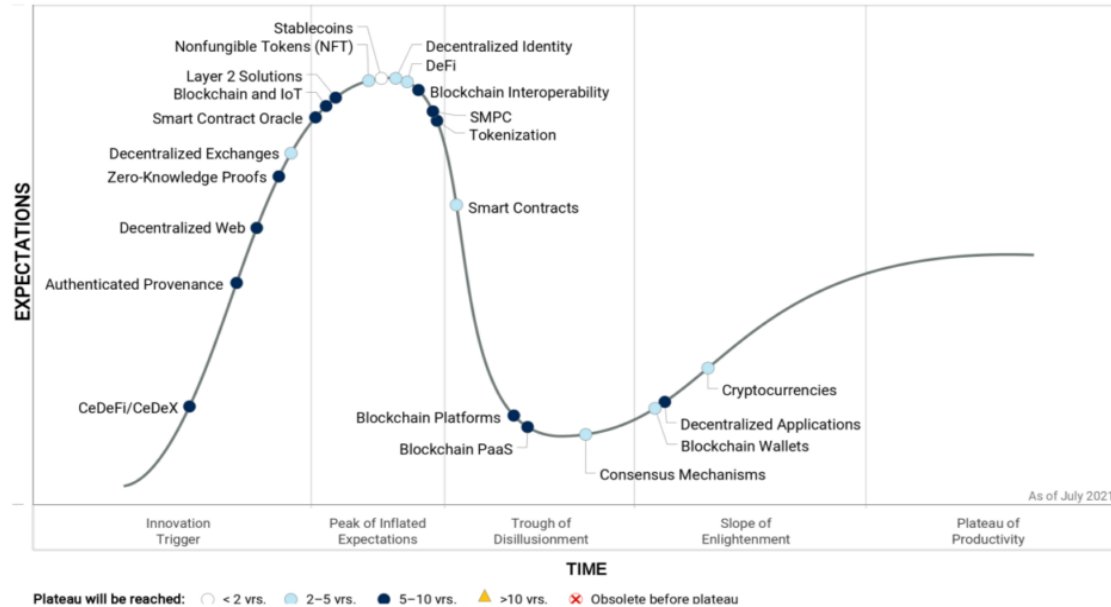 Stablecoins
Nonfungible Tokens (NFT)
Decentralized Identity
DeFi
Layer 2 Solutions
Blockchain and IoT
Blockchain Interoperability
Smart Contract Oracle
SMPC
Tokenization
Decentralized Exchanges
Zero-Knowledge Proofs
Smart Contracts
Decentralized Web
Authenticated Provenance
CeDeFi/CeDeX
Blockchain Platforms
Blockchain PaaS
Cryptocurrencies
Decentralized Applications
Blockchain Wallets
Consensus Mechanisms
EXPECTATIONS
As of July 2021
Innovation
Trigger
Peak of Inflated
Expectations
Trough of
Disillusionment
Slope of
Enlightenment
Plateau of
Productivity
TIME
Plateau will be reached: < 2 yrs. 2–5 yrs. 5–10 yrs. >10 yrs. Obsolete before plateau